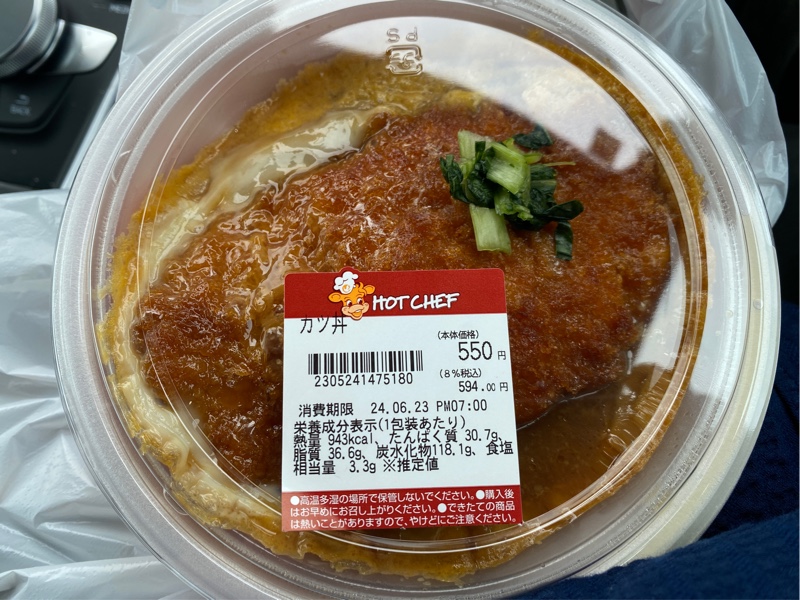 PS
HOT CHEF
カツ丼
(本体価格)
550円
(8%税込)
594.00円
2305241475180
消費期限 24.06.23 PM07:00
栄養成分表示(1包装あたり)
熱量 943kcal、たんぱく質 30.7g、
脂質 36.6g、炭水化物118.1g、食塩
相当量 3.3g ※推定値
●高温多湿の場所で保管しないでください。●購入後
はお早めにお召し上がりください。●できたての商品
は熱いことがありますので、やけどにご注意ください。